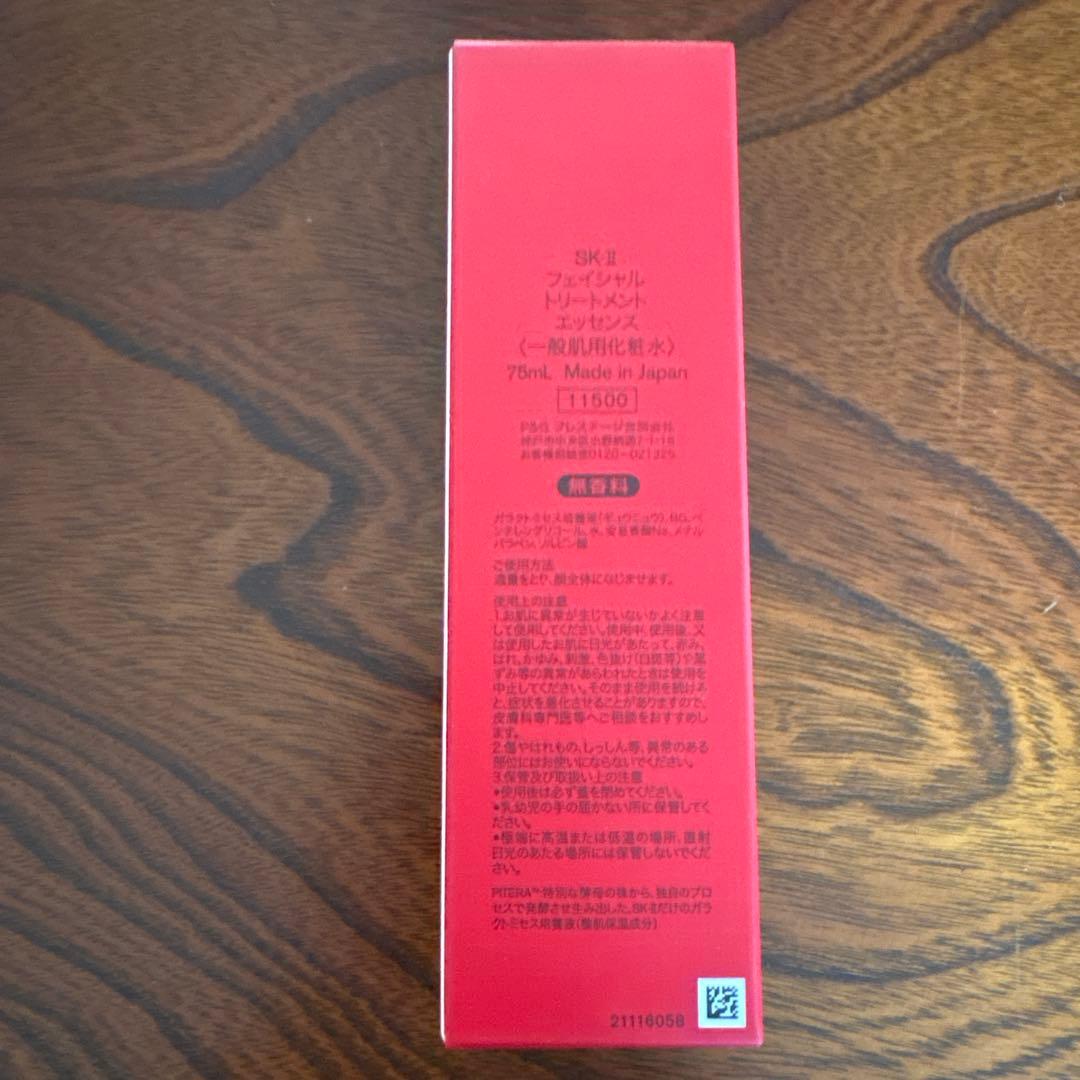 SK-II
フェイシャル
トリートメント
エッセンス
〈一般肌用化粧水〉
75mL Made in Japan
11500
P&G プレステージ合同会社
神戸市中央区小野柄通7-1-18
お客様相談室0120-021325
無香料
ガラクトミセス培養液(ギョウニュウ)、BG、ペ
ンチレングリコール、水、安息香酸Na、メチル
パラベン、ソルビン酸
ご使用方法
適量をとり、顔全体になじませます。
使用上の注意
1.お肌に異常が生じていないかよく注意
して使用してください。使用中、使用後、又
は使用したお肌に日光があたって、赤み、
はれ、かゆみ、刺激、色抜け(白斑等)や黒
ずみ等の異常があらわれたときは使用を
中止してください。そのまま使用を続けます
と、症状を悪化させることがありますので、
皮膚科専門医等へご相談をおすすめし
ます。
2.傷やはれもの、しっしん等、異常のある
部位にはお使いにならないでください。
3.保管及び取扱い上の注意
•使用後は必ず蓋を閉めてください。
•乳幼児の手の届かない所に保管してく
ださい。
•極端に高温または低温の場所、直射
日光のあたる場所には保管しないでくだ
さい。
PITERA™-特別な酵母の株から、独自のプロ
セスで発酵させ生み出した、SK-IIだけのガラ
クトミセス培養液(整肌保湿成分)
21116058